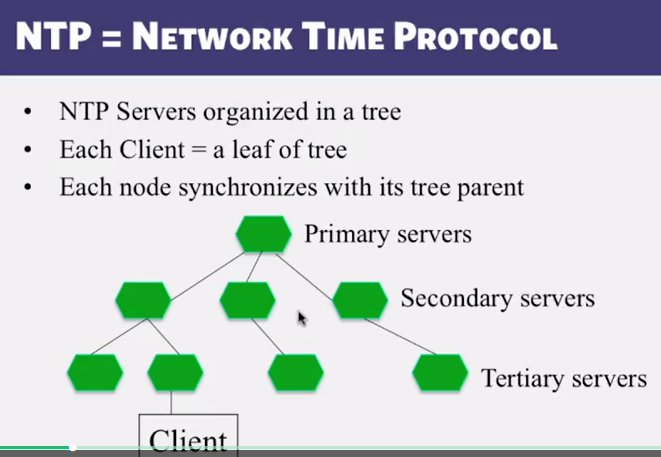 NTP = NETWORK TIME PROTOCOL
• NTP Servers organized in a tree
• Each Client = a leaf of tree
• Each node synchronizes with its tree parent
Primary servers
Secondary servers
Tertiary servers
Client